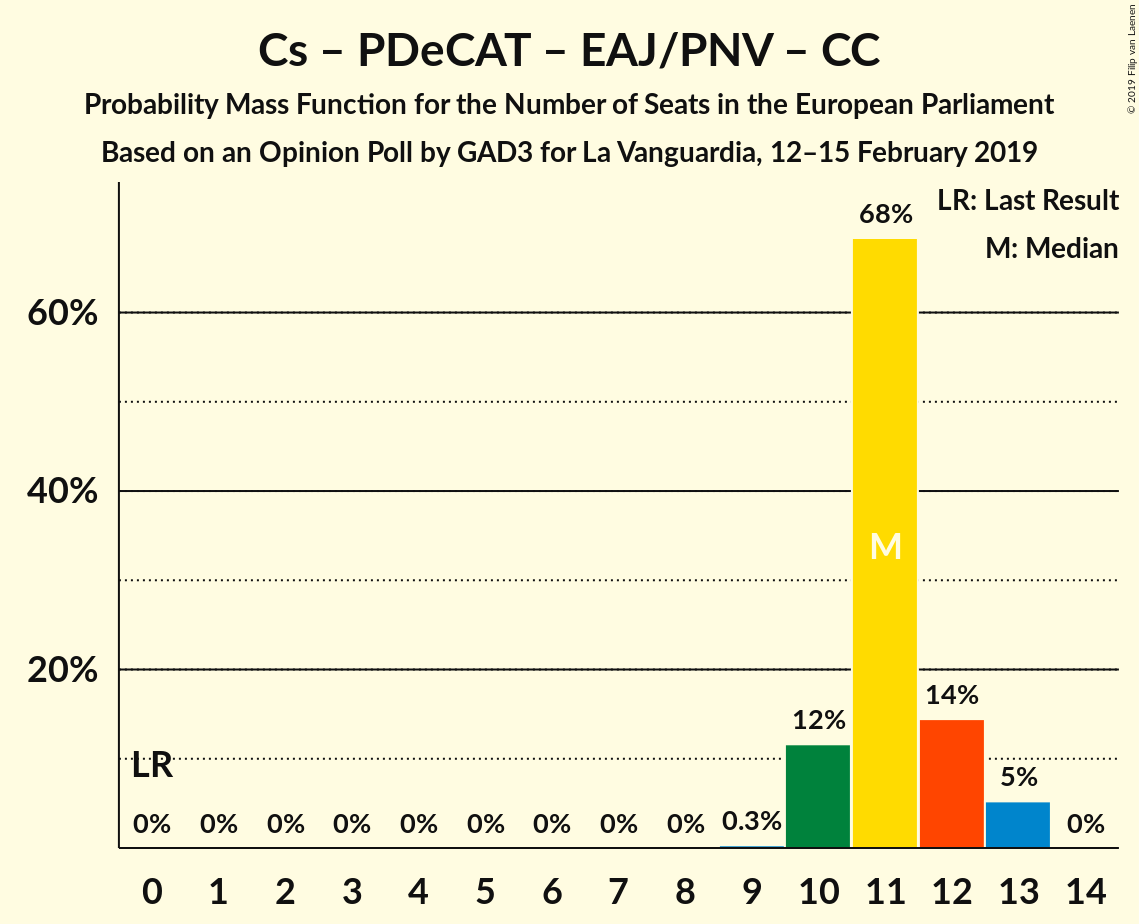 Cs – PDeCAT – EAJ/PNV – CC
Probability Mass Function for the Number of Seats in the European Parliament
Based on an Opinion Poll by GAD3 for La Vanguardia, 12–15 February 2019
© 2019 Filip van Laenen
LR: Last Result
M: Median
68%
60%
40%
M
20%
14%
12%
LR
5%
0% 0% 0% 0% 0% 0% 0% 0% 0% 0.3% 0%
0 1 2 3 4 5 6 7 8 9 10 11 12 13 14